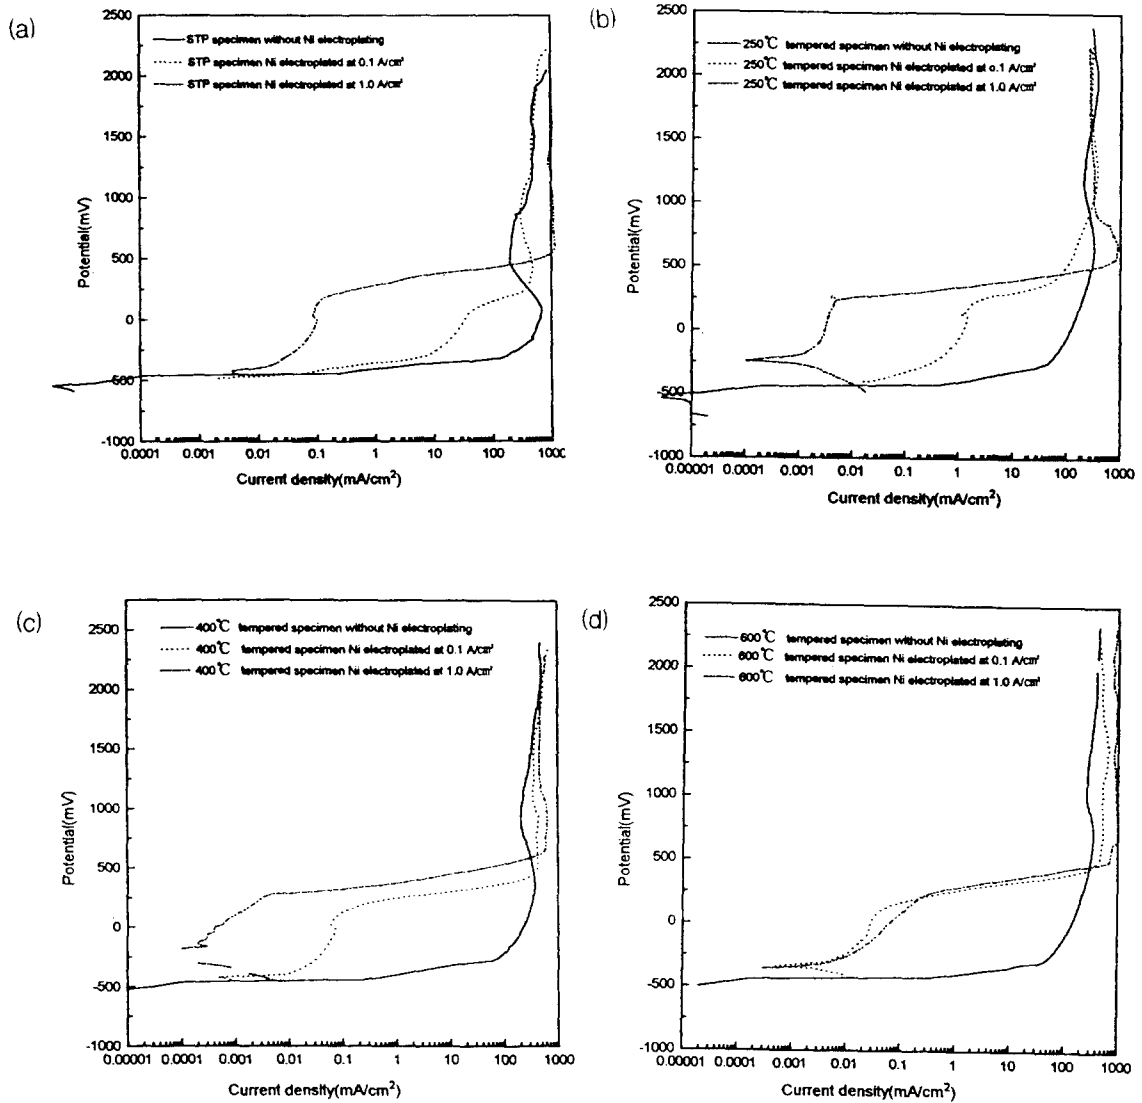 (a)
STP specimen without Ni electroplating
STP specimen Ni electroplated at 0.1 A/cm²
STP specimen Ni electroplated at 1.0 A/cm²
2500
2000
1500
1000
500
0
-500
-1000
Potential(mV)
0.0001 0.001 0.01 0.1 1 10 100 1000
Current density(mA/cm²)
(b)
250℃ tempered specimen without Ni electroplating
250℃ tempered specimen Ni electroplated at 0.1 A/cm²
250℃ tempered specimen Ni electroplated at 1.0 A/cm²
2500
2000
1500
1000
500
0
-500
-1000
Potential(mV)
0.00001 0.0001 0.001 0.01 0.1 1 10 100 1000
Current density(mA/cm²)
(c)
400℃ tempered specimen without Ni electroplating
400℃ tempered specimen Ni electroplated at 0.1 A/cm²
400℃ tempered specimen Ni electroplated at 1.0 A/cm²
2500
2000
1500
1000
500
0
-500
-1000
Potential(mV)
0.00001 0.0001 0.001 0.01 0.1 1 10 100 1000
Current density(mA/cm²)
(d)
600℃ tempered specimen without Ni electroplating
600℃ tempered specimen Ni electroplated at 0.1 A/cm²
600℃ tempered specimen Ni electroplated at 1.0 A/cm²
2500
2000
1500
1000
500
0
-500
-1000
Potential(mV)
0.00001 0.0001 0.001 0.01 0.1 1 10 100 1000
Current density(mA/cm²)